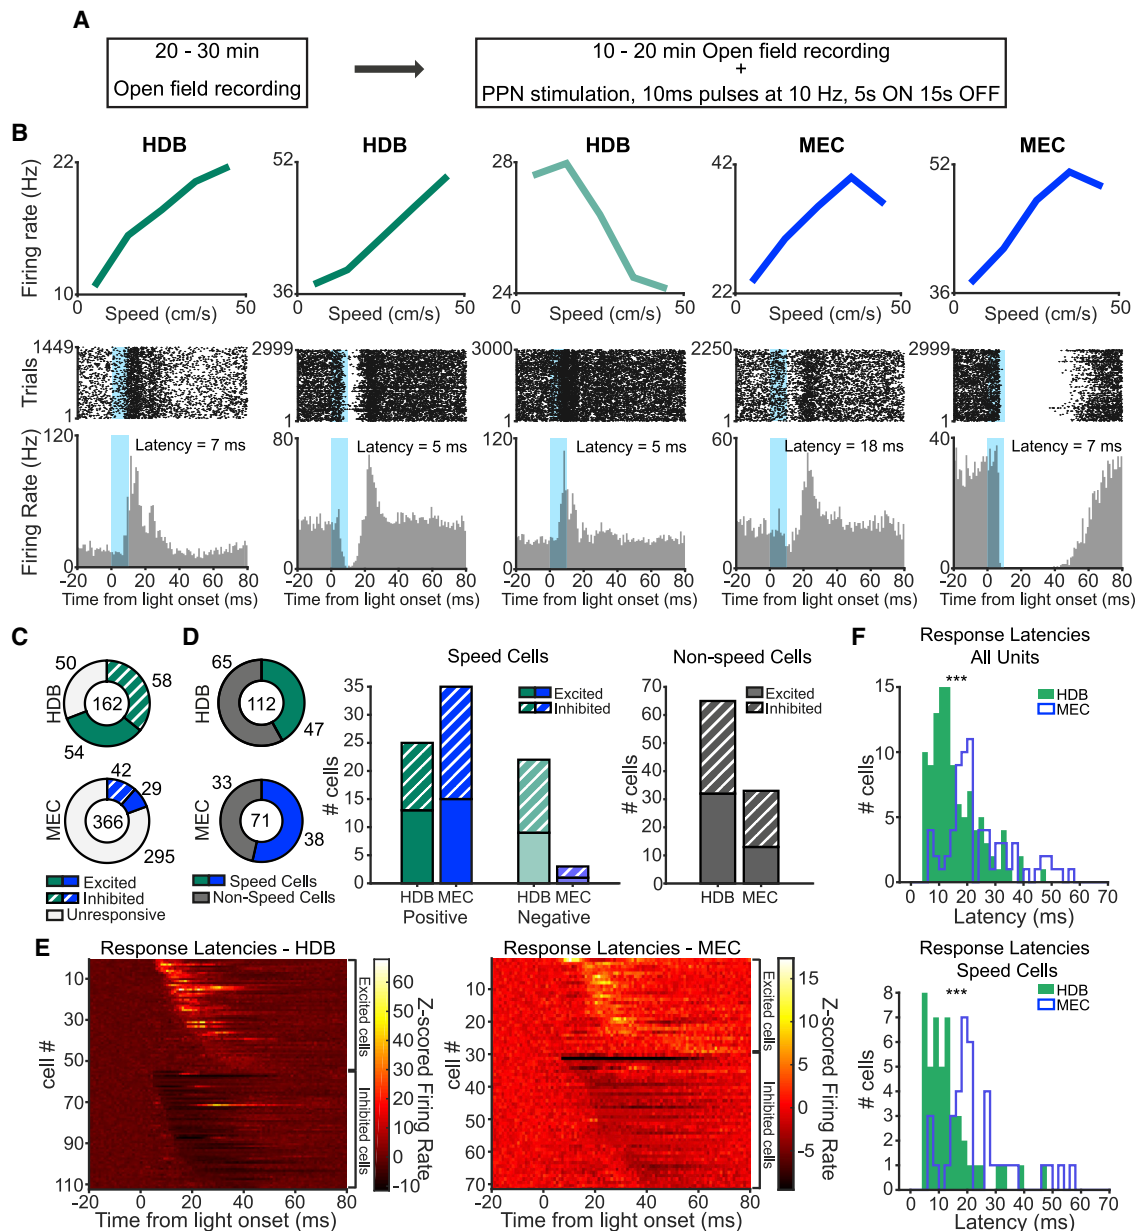 A
20 - 30 min
Open field recording
10 - 20 min Open field recording
+
PPN stimulation, 10ms pulses at 10 Hz, 5s ON 15s OFF
B
HDB
HDB
HDB
MEC
MEC
Firing rate (Hz)
22
10
0
50
Speed (cm/s)
52
36
0
50
Speed (cm/s)
28
24
0
50
Speed (cm/s)
42
22
0
50
Speed (cm/s)
52
36
0
50
Speed (cm/s)
Trials
1449
1
2999
1
3000
1
2250
1
2999
1
Firing Rate (Hz)
120
0
Latency = 7 ms
-20 0 20 40 60 80
Time from light onset (ms)
80
0
Latency = 5 ms
-20 0 20 40 60 80
Time from light onset (ms)
120
0
Latency = 5 ms
-20 0 20 40 60 80
Time from light onset (ms)
60
0
Latency = 18 ms
-20 0 20 40 60 80
Time from light onset (ms)
40
0
Latency = 7 ms
-20 0 20 40 60 80
Time from light onset (ms)
C
HDB
50
58
162
54
MEC
42
29
366
295
Excited
Inhibited
Unresponsive
D
HDB
65
112
47
MEC
33
71
38
Speed Cells
Non-Speed Cells
Speed Cells
Excited
Inhibited
# cells
35
30
25
20
15
10
5
0
HDB MEC
Positive
HDB MEC
Negative
Non-speed Cells
Excited
Inhibited
# cells
70
60
50
40
30
20
10
0
HDB MEC
E
Response Latencies - HDB
cell #
10
30
50
70
90
110
-20 0 20 40 60 80
Time from light onset (ms)
Excited cells
Inhibited cells
60
50
40
30
20
10
0
-10
Z-scored Firing Rate
Response Latencies - MEC
cell #
10
20
30
40
50
60
70
-20 0 20 40 60 80
Time from light onset (ms)
Excited cells
Inhibited cells
15
10
5
0
-5
Z-scored Firing Rate
F
Response Latencies
All Units
***
HDB
MEC
# cells
15
10
5
0
0 10 20 30 40 50 60 70
Latency (ms)
Response Latencies
Speed Cells
***
HDB
MEC
# cells
9
8
7
6
5
4
3
2
1
0
0 10 20 30 40 50 60 70
Latency (ms)